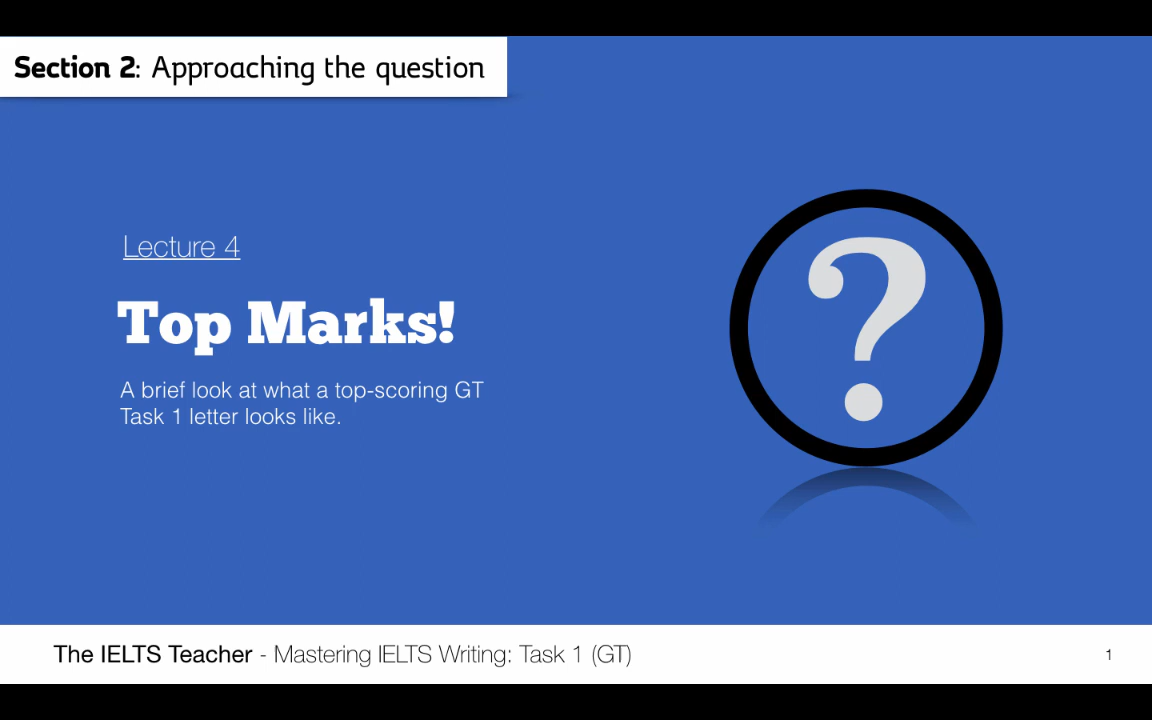 Section 2: Approaching the question
Lecture 4
Top Marks!
A brief look at what a top-scoring GT
Task 1 letter looks like.
?
The IELTS Teacher - Mastering IELTS Writing: Task 1 (GT)
1